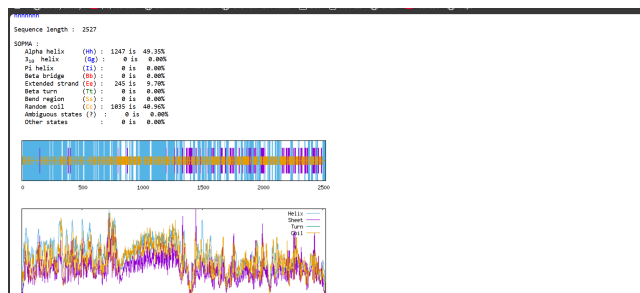 hhhhhhh
Sequence length : 2527
SOPMA :
Alpha helix (Hh) : 1247 is 49.35%
3₁₀ helix (Gg) : 0 is 0.00%
Pi helix (Ii) : 0 is 0.00%
Beta bridge (Bb) : 0 is 0.00%
Extended strand (Ee) : 245 is 9.70%
Beta turn (Tt) : 0 is 0.00%
Bend region (Ss) : 0 is 0.00%
Random coil (Cc) : 1035 is 40.96%
Ambiguous states (?) : 0 is 0.00%
Other states : 0 is 0.00%
0 500 1000 1500 2000 2500
Helix
Sheet
Turn
Coil